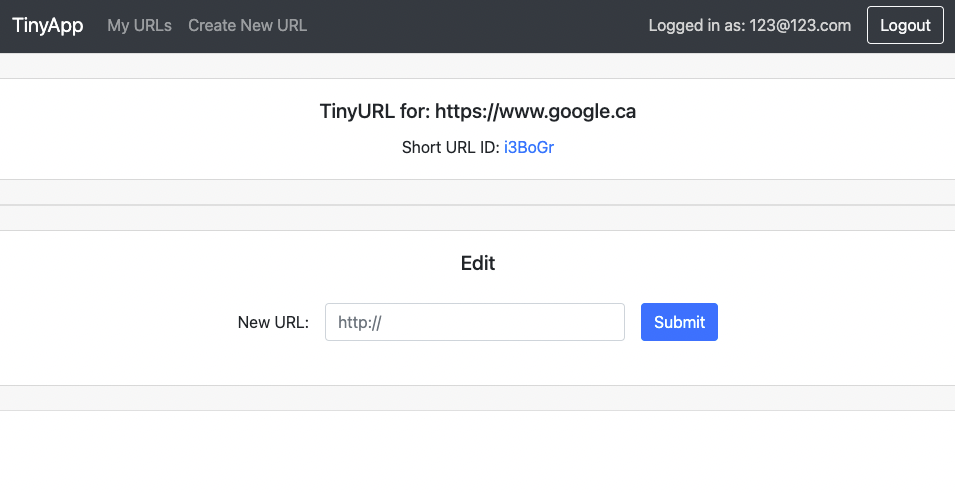 TinyApp My URLs Create New URL Logged in as: 123@123.com Logout
TinyURL for: https://www.google.ca
Short URL ID: i3BoGr
Edit
New URL: http:// Submit